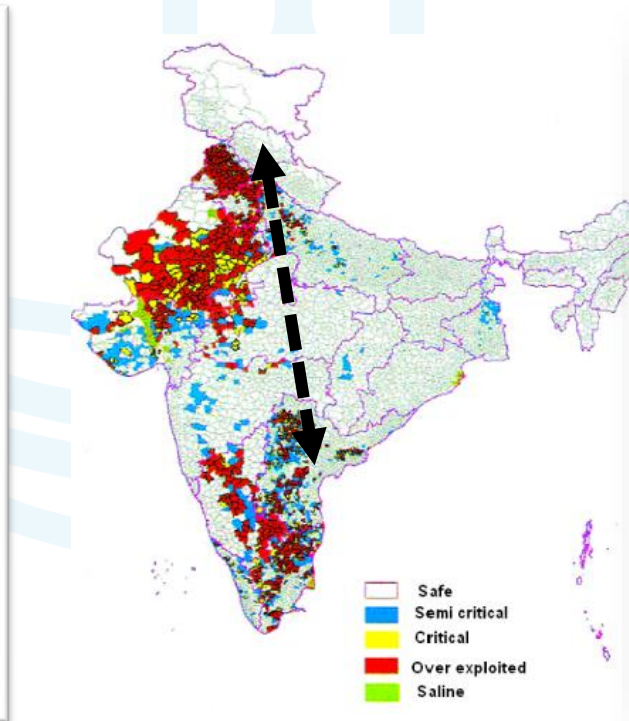 Safe
Semi critical
Critical
Over exploited
Saline